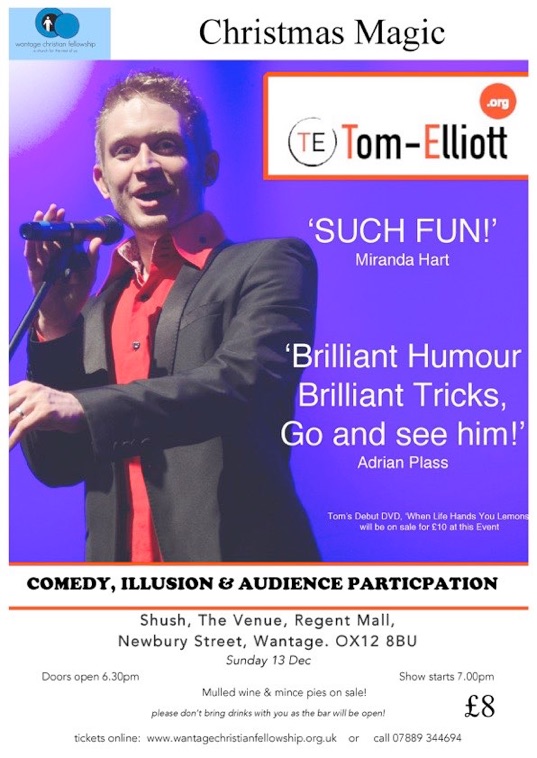 wantage christian fellowship
Christmas Magic
.org
TE Tom-Elliott
‘SUCH FUN!’
Miranda Hart
‘Brilliant Humour
Brilliant Tricks,
Go and see him!’
Adrian Plass
Tom's Debut DVD, 'When Life Hands You Lemons
will be on sale for £10 at this Event
COMEDY, ILLUSION & AUDIENCE PARTICPATION
Shush, The Venue, Regent Mall,
Newbury Street, Wantage. OX12 8BU
Sunday 13 Dec
Doors open 6.30pm Show starts 7.00pm
Mulled wine & mince pies on sale!
£8
please don't bring drinks with you as the bar will be open!
tickets online: www.wantagechristianfellowship.org.uk or call 07889 344694